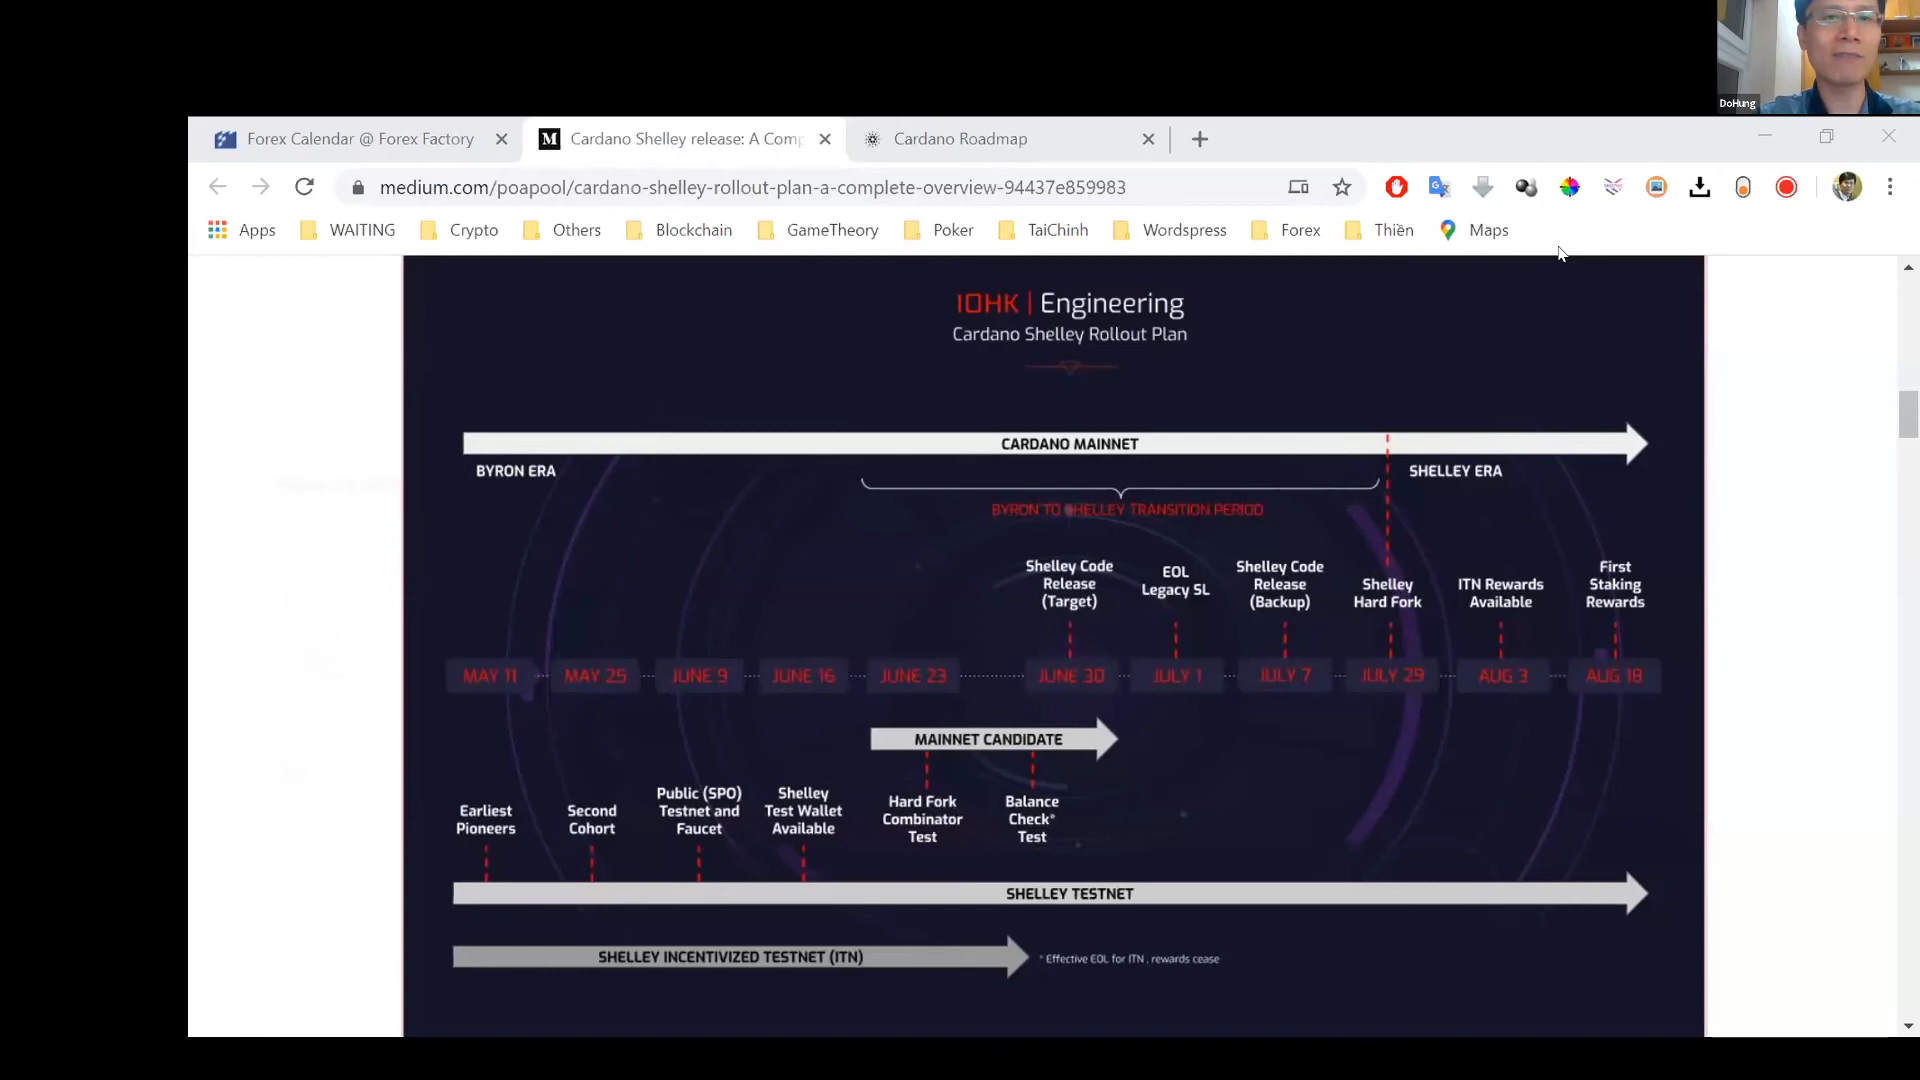 DoHung
Forex Calendar @ Forex Factory
Cardano Shelley release: A Comp
Cardano Roadmap
medium.com/poapool/cardano-shelley-rollout-plan-a-complete-overview-94437e859983
Apps
WAITING
Crypto
Others
Blockchain
GameTheory
Poker
TaiChinh
Wordspress
Forex
Thiền
Maps
IOHK | Engineering
Cardano Shelley Rollout Plan
CARDANO MAINNET
BYRON ERA
SHELLEY ERA
BYRON TO SHELLEY TRANSITION PERIOD
Shelley Code
Release
(Target)
EOL
Legacy SL
Shelley Code
Release
(Backup)
Shelley
Hard Fork
ITN Rewards
Available
First
Staking
Rewards
MAY 11
MAY 25
JUNE 9
JUNE 16
JUNE 23
JUNE 30
JULY 1
JULY 7
JULY 29
AUG 3
AUG 18
MAINNET CANDIDATE
Earliest
Pioneers
Second
Cohort
Public (SPO)
Testnet and
Faucet
Shelley
Test Wallet
Available
Hard Fork
Combinator
Test
Balance
Check*
Test
SHELLEY TESTNET
SHELLEY INCENTIVIZED TESTNET (ITN)
* Effective EOL for ITN , rewards cease